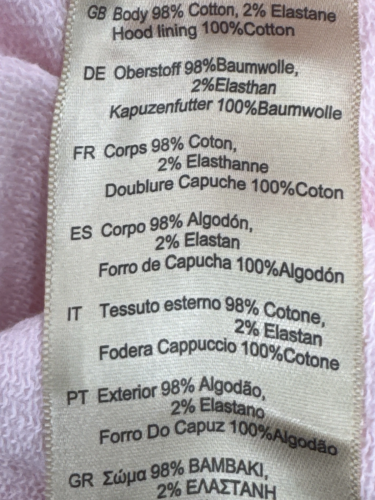 GB Body 98% Cotton, 2% Elastane
Hood lining 100%Cotton
DE Oberstoff 98%Baumwolle,
2%Elasthan
Kapuzenfutter 100%Baumwolle
FR Corps 98% Coton,
2% Elasthanne
Doublure Capuche 100%Coton
ES Corpo 98% Algodón,
2% Elastan
Forro de Capucha 100%Algodón
IT Tessuto esterno 98% Cotone,
2% Elastan
Fodera Cappuccio 100%Cotone
PT Exterior 98% Algodão,
2% Elastano
Forro Do Capuz 100%Algodão
GR Σώμα 98% ΒΑΜΒΑΚΙ,
2% ΕΛΑΣΤΑΝΗ